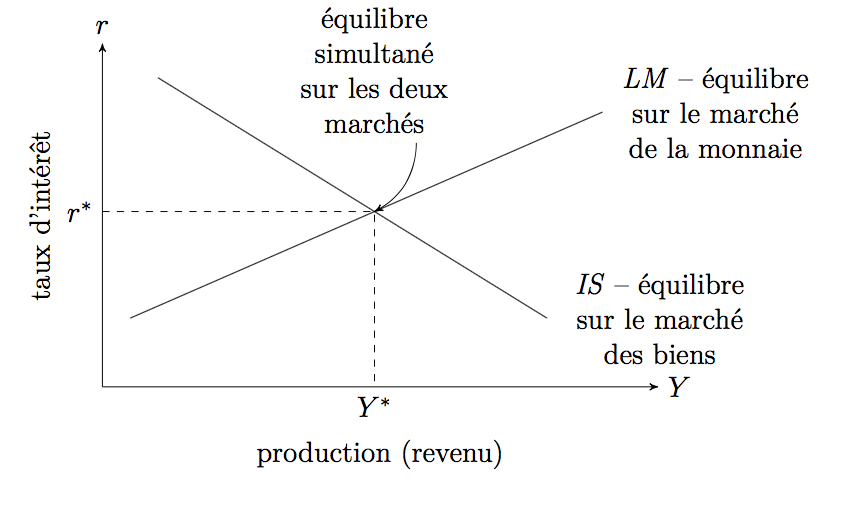 r
équilibre
simultané
sur les deux
marchés
LM – équilibre
sur le marché
de la monnaie
taux d'intérêt
r*
IS – équilibre
sur le marché
des biens
Y
Y*
production (revenu)